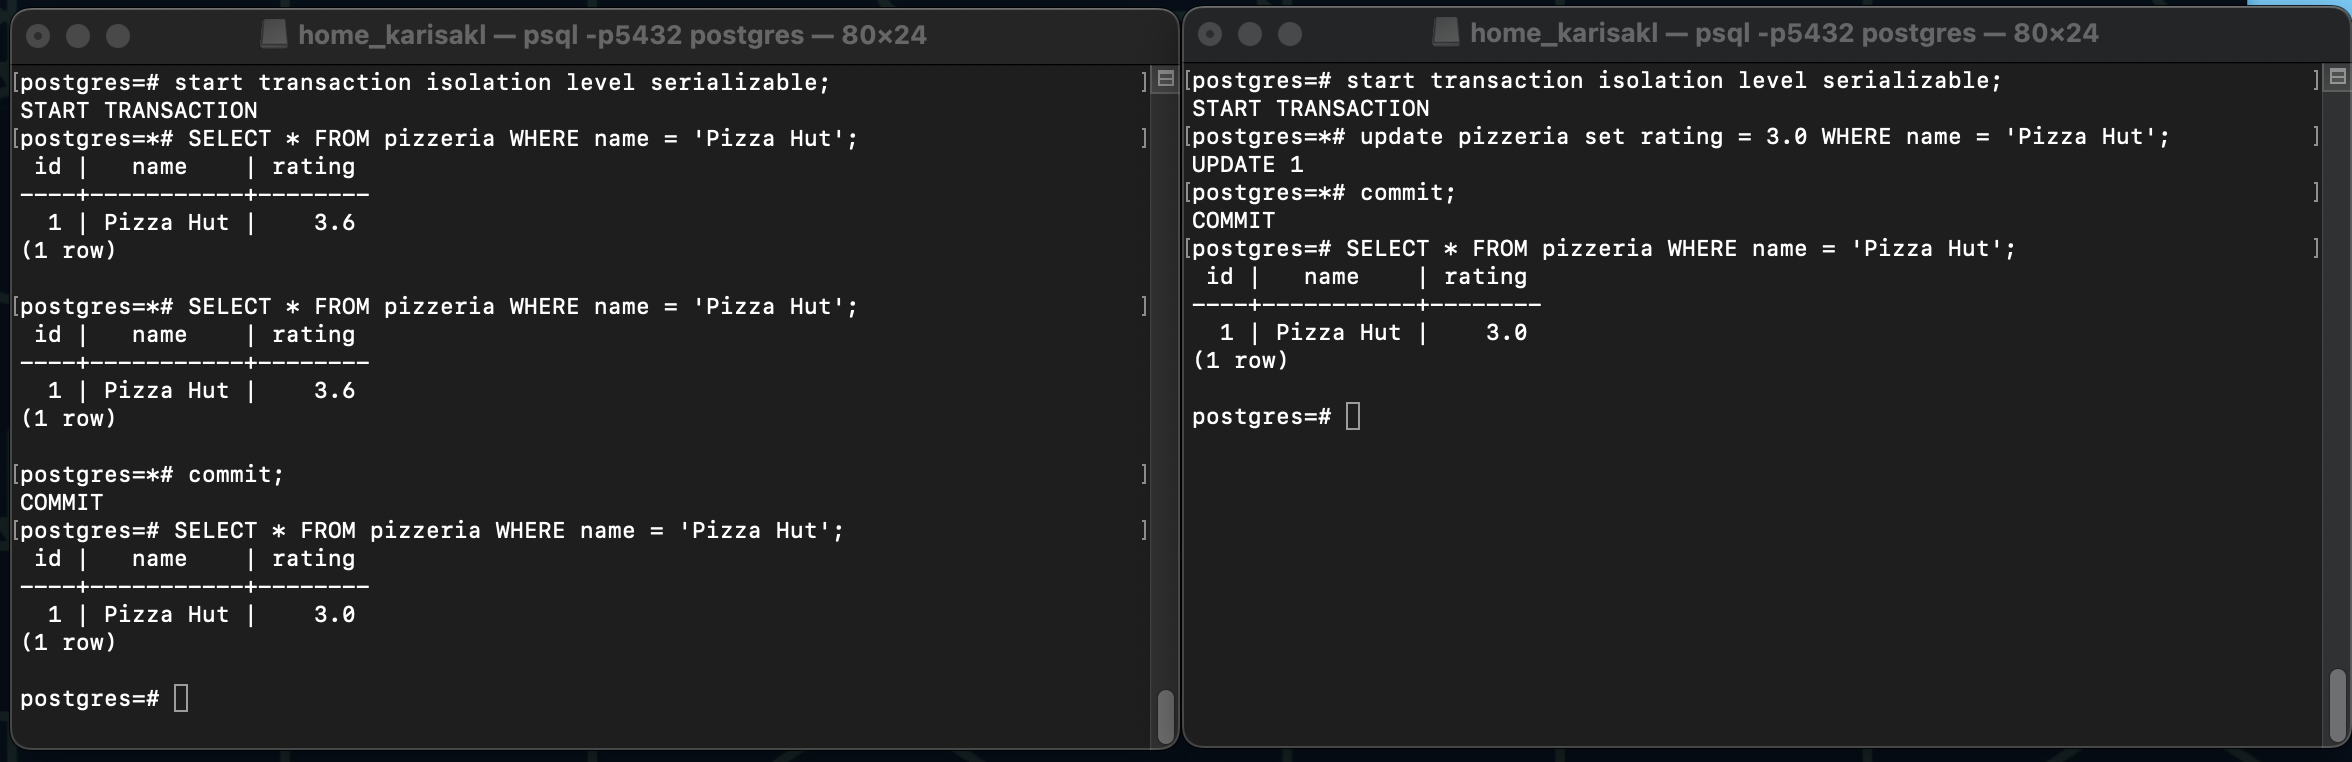 home_karisakl — psql -p5432 postgres — 80×24
[postgres=# start transaction isolation level serializable;                    ]
START TRANSACTION
[postgres=*# SELECT * FROM pizzeria WHERE name = 'Pizza Hut';                    ]
 id |   name    | rating
----+-----------+--------
  1 | Pizza Hut |    3.6
(1 row)

[postgres=*# SELECT * FROM pizzeria WHERE name = 'Pizza Hut';                    ]
 id |   name    | rating
----+-----------+--------
  1 | Pizza Hut |    3.6
(1 row)

[postgres=*# commit;                    ]
COMMIT
[postgres=# SELECT * FROM pizzeria WHERE name = 'Pizza Hut';                    ]
 id |   name    | rating
----+-----------+--------
  1 | Pizza Hut |    3.0
(1 row)

postgres=#
home_karisakl — psql -p5432 postgres — 80×24
[postgres=# start transaction isolation level serializable;                    ]
START TRANSACTION
[postgres=*# update pizzeria set rating = 3.0 WHERE name = 'Pizza Hut';                    ]
UPDATE 1
[postgres=*# commit;                    ]
COMMIT
[postgres=# SELECT * FROM pizzeria WHERE name = 'Pizza Hut';                    ]
 id |   name    | rating
----+-----------+--------
  1 | Pizza Hut |    3.0
(1 row)

postgres=#